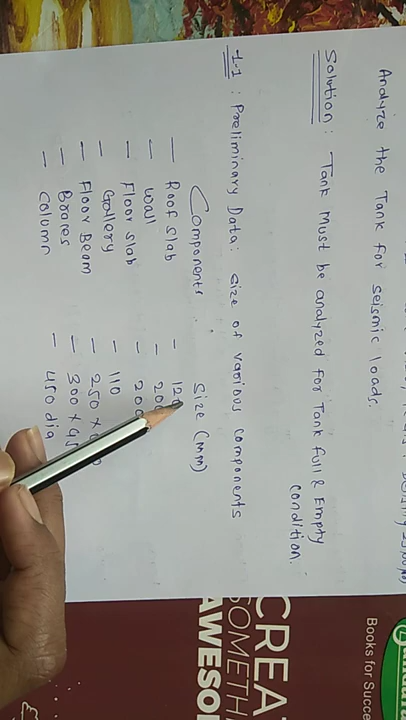 Analyze the Tank for seismic loads.
Solution : Tank must be analyzed for Tank full & Empty
condition.
1.1 : Preliminary Data: size of various components
Components. size (mm)
— Roof slab - 120
— wall - 200
— Floor slab - 200
— Gallery - 110
— Floor Beam - 250 ×
— Braces - 300 × 45
— Column - 450 dia
Books for Succe
CREA
SOMETH
AWESO